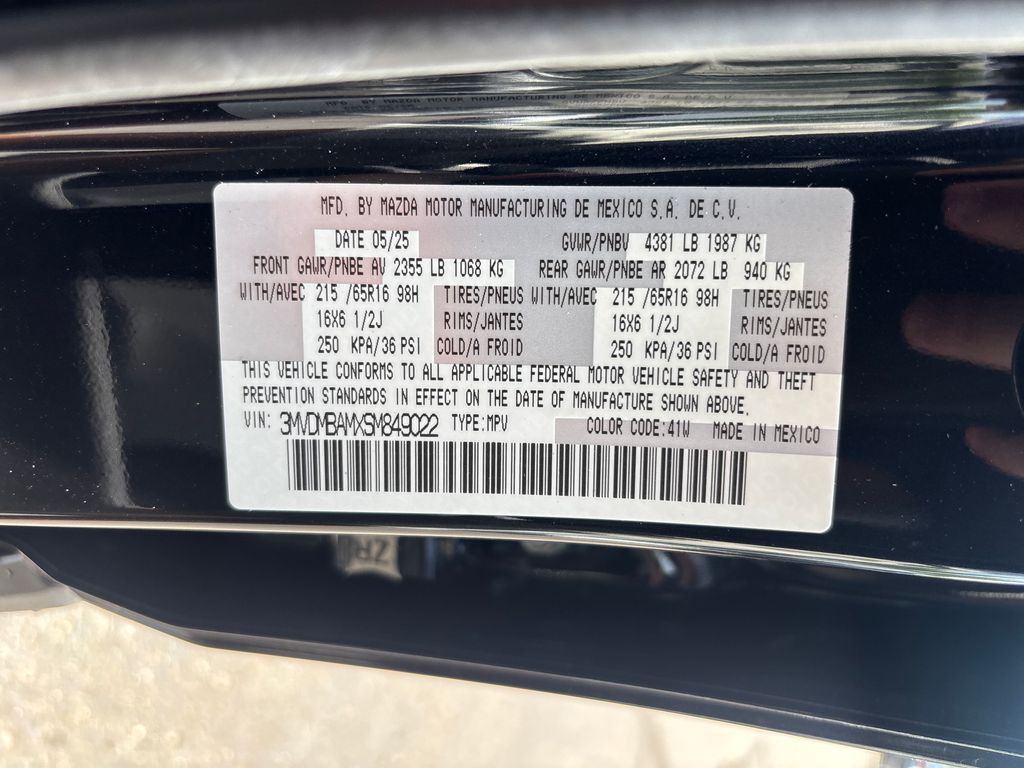 MFD. BY MAZDA MOTOR MANUFACTURING DE MEXICO S.A. DE C.V.
DATE 05/25 GVWR/PNBV 4381 LB 1987 KG
FRONT GAWR/PNBE AV 2355 LB 1068 KG REAR GAWR/PNBE AR 2072 LB 940 KG
WITH/AVEC 215 /65R16 98H TIRES/PNEUS WITH/AVEC 215 /65R16 98H TIRES/PNEUS
16X6 1/2J RIMS/JANTES 16X6 1/2J RIMS/JANTES
250 KPA/36 PSI COLD/A FROID 250 KPA/36 PSI COLD/A FROID
THIS VEHICLE CONFORMS TO ALL APPLICABLE FEDERAL MOTOR VEHICLE SAFETY AND THEFT
PREVENTION STANDARDS IN EFFECT ON THE DATE OF MANUFACTURE SHOWN ABOVE.
VIN: 3MVDMBAMXSM849022 TYPE:MPV COLOR CODE:41W MADE IN MEXICO
ZR